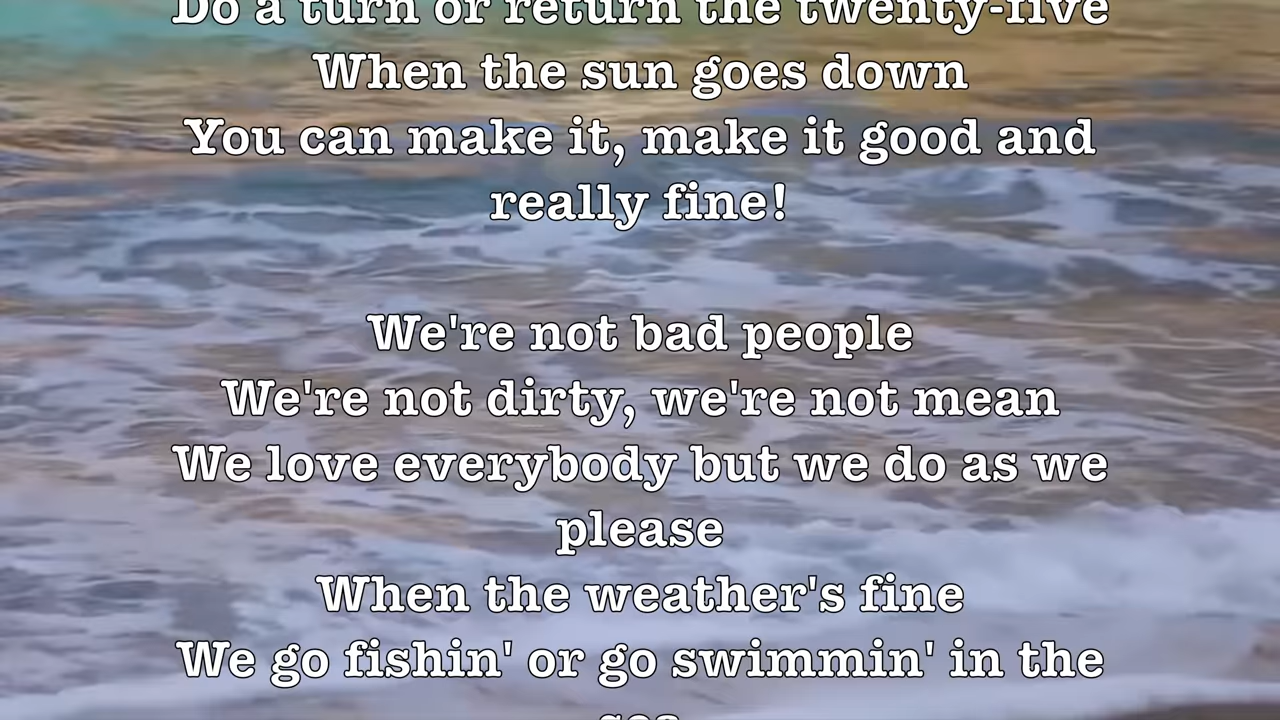 Do a turn or return the twenty-five
When the sun goes down
You can make it, make it good and
really fine!
We're not bad people
We're not dirty, we're not mean
We love everybody but we do as we
please
When the weather's fine
We go fishin' or go swimmin' in the
sea